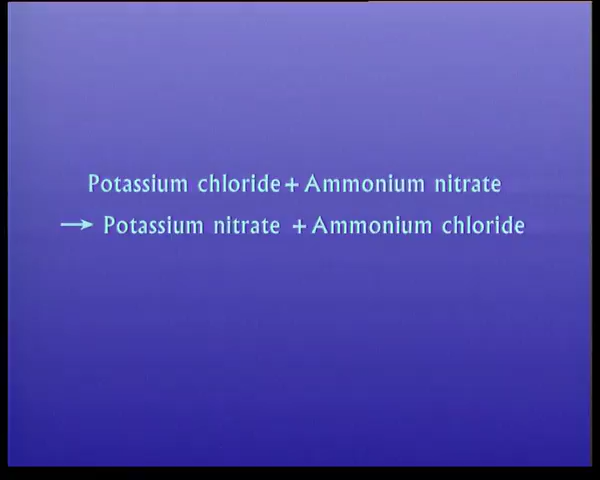 Potassium chloride + Ammonium nitrate
→ Potassium nitrate + Ammonium chloride